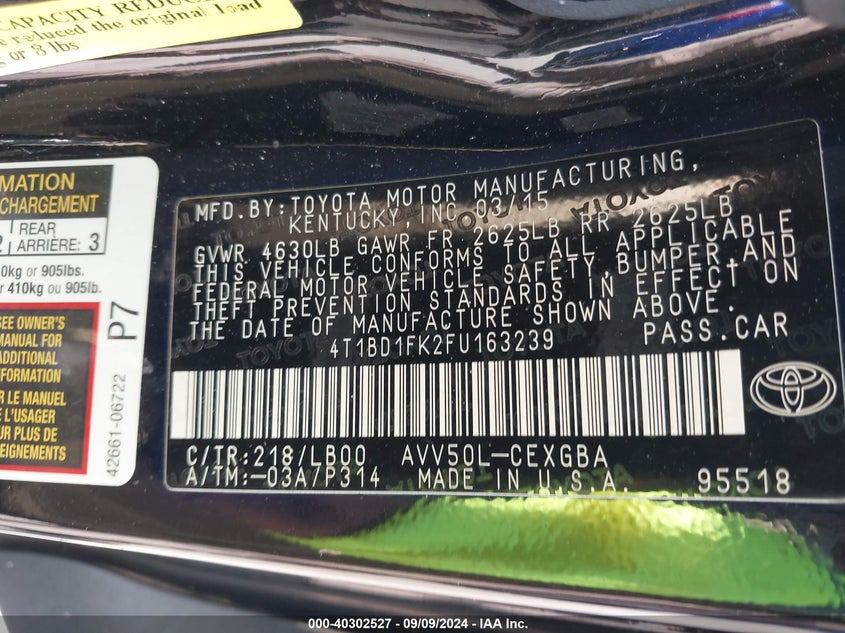 CAPACITY REDUCED
reduced the original load
s or 8 lbs
MATION
CHARGEMENT
REAR
ARRIÈRE: 3
0kg or 905lbs.
r 410kg ou 905lb.
SEE OWNER'S
MANUAL FOR
ADDITIONAL
INFORMATION
R LE MANUEL
E L'USAGER
UR PLUS DE
EIGNEMENTS
P7
42661-06722
MFD.BY:TOYOTA MOTOR MANUFACTURING,
KENTUCKY,INC 03/15
GVWR 4630LB GAWR FR 2625LB RR 2625LB
THIS VEHICLE CONFORMS TO ALL APPLICABLE
FEDERAL MOTOR VEHICLE SAFETY,BUMPER,AND
THEFT PREVENTION STANDARDS IN EFFECT ON
THE DATE OF MANUFACTURE SHOWN ABOVE.
4T1BD1FK2FU163239 PASS.CAR
C/TR:218/LB00 AVV50L-CEXGBA
A/TM:-03A/P314 MADE IN U.S.A. 95518
000-40302527 - 09/09/2024 - IAA Inc.